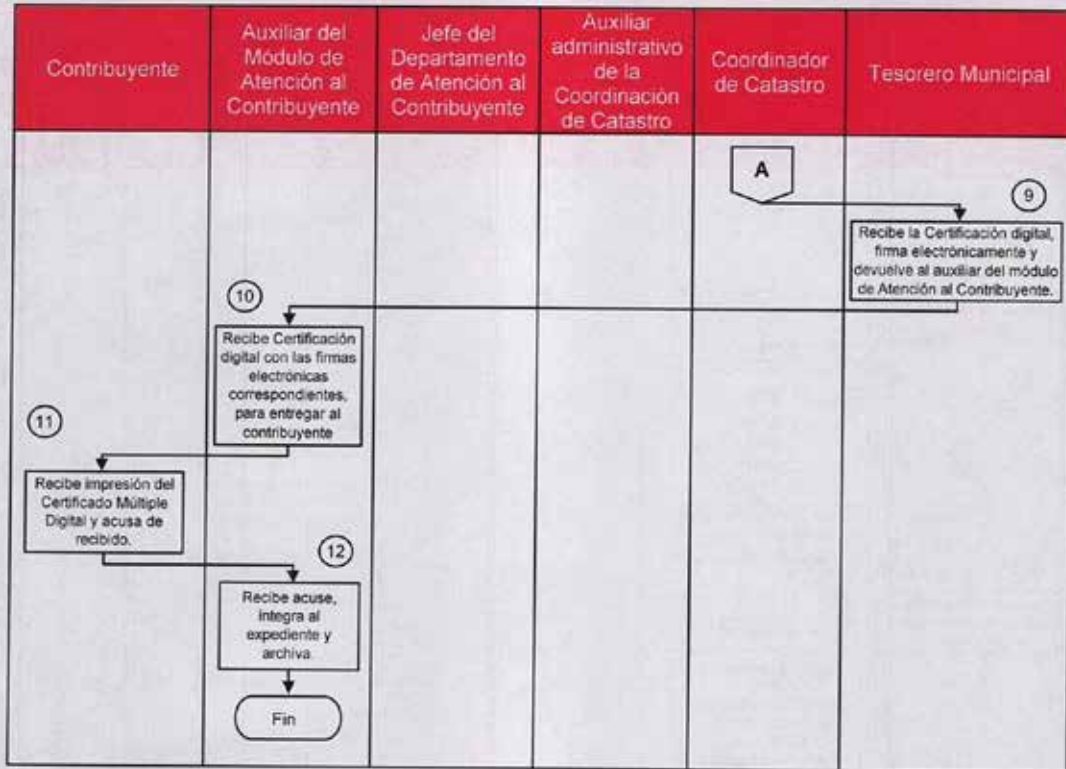 Contribuyente
Auxiliar del
Módulo de
Atención al
Contribuyente
Jefe del
Departamento
de Atención al
Contribuyente
Auxiliar
administrativo
de la
Coordinación
de Catastro
Coordinador
de Catastro
Tesorero Municipal
A
9
Recibe la Certificación digital,
firma electrónicamente y
devuelve al auxiliar del módulo
de Atención al Contribuyente.
10
Recibe Certificación
digital con las firmas
electrónicas
correspondientes,
para entregar al
contribuyente
11
Recibe impresión del
Certificado Múltiple
Digital y acusa de
recibido.
12
Recibe acuse,
integra al
expediente y
archiva.
Fin